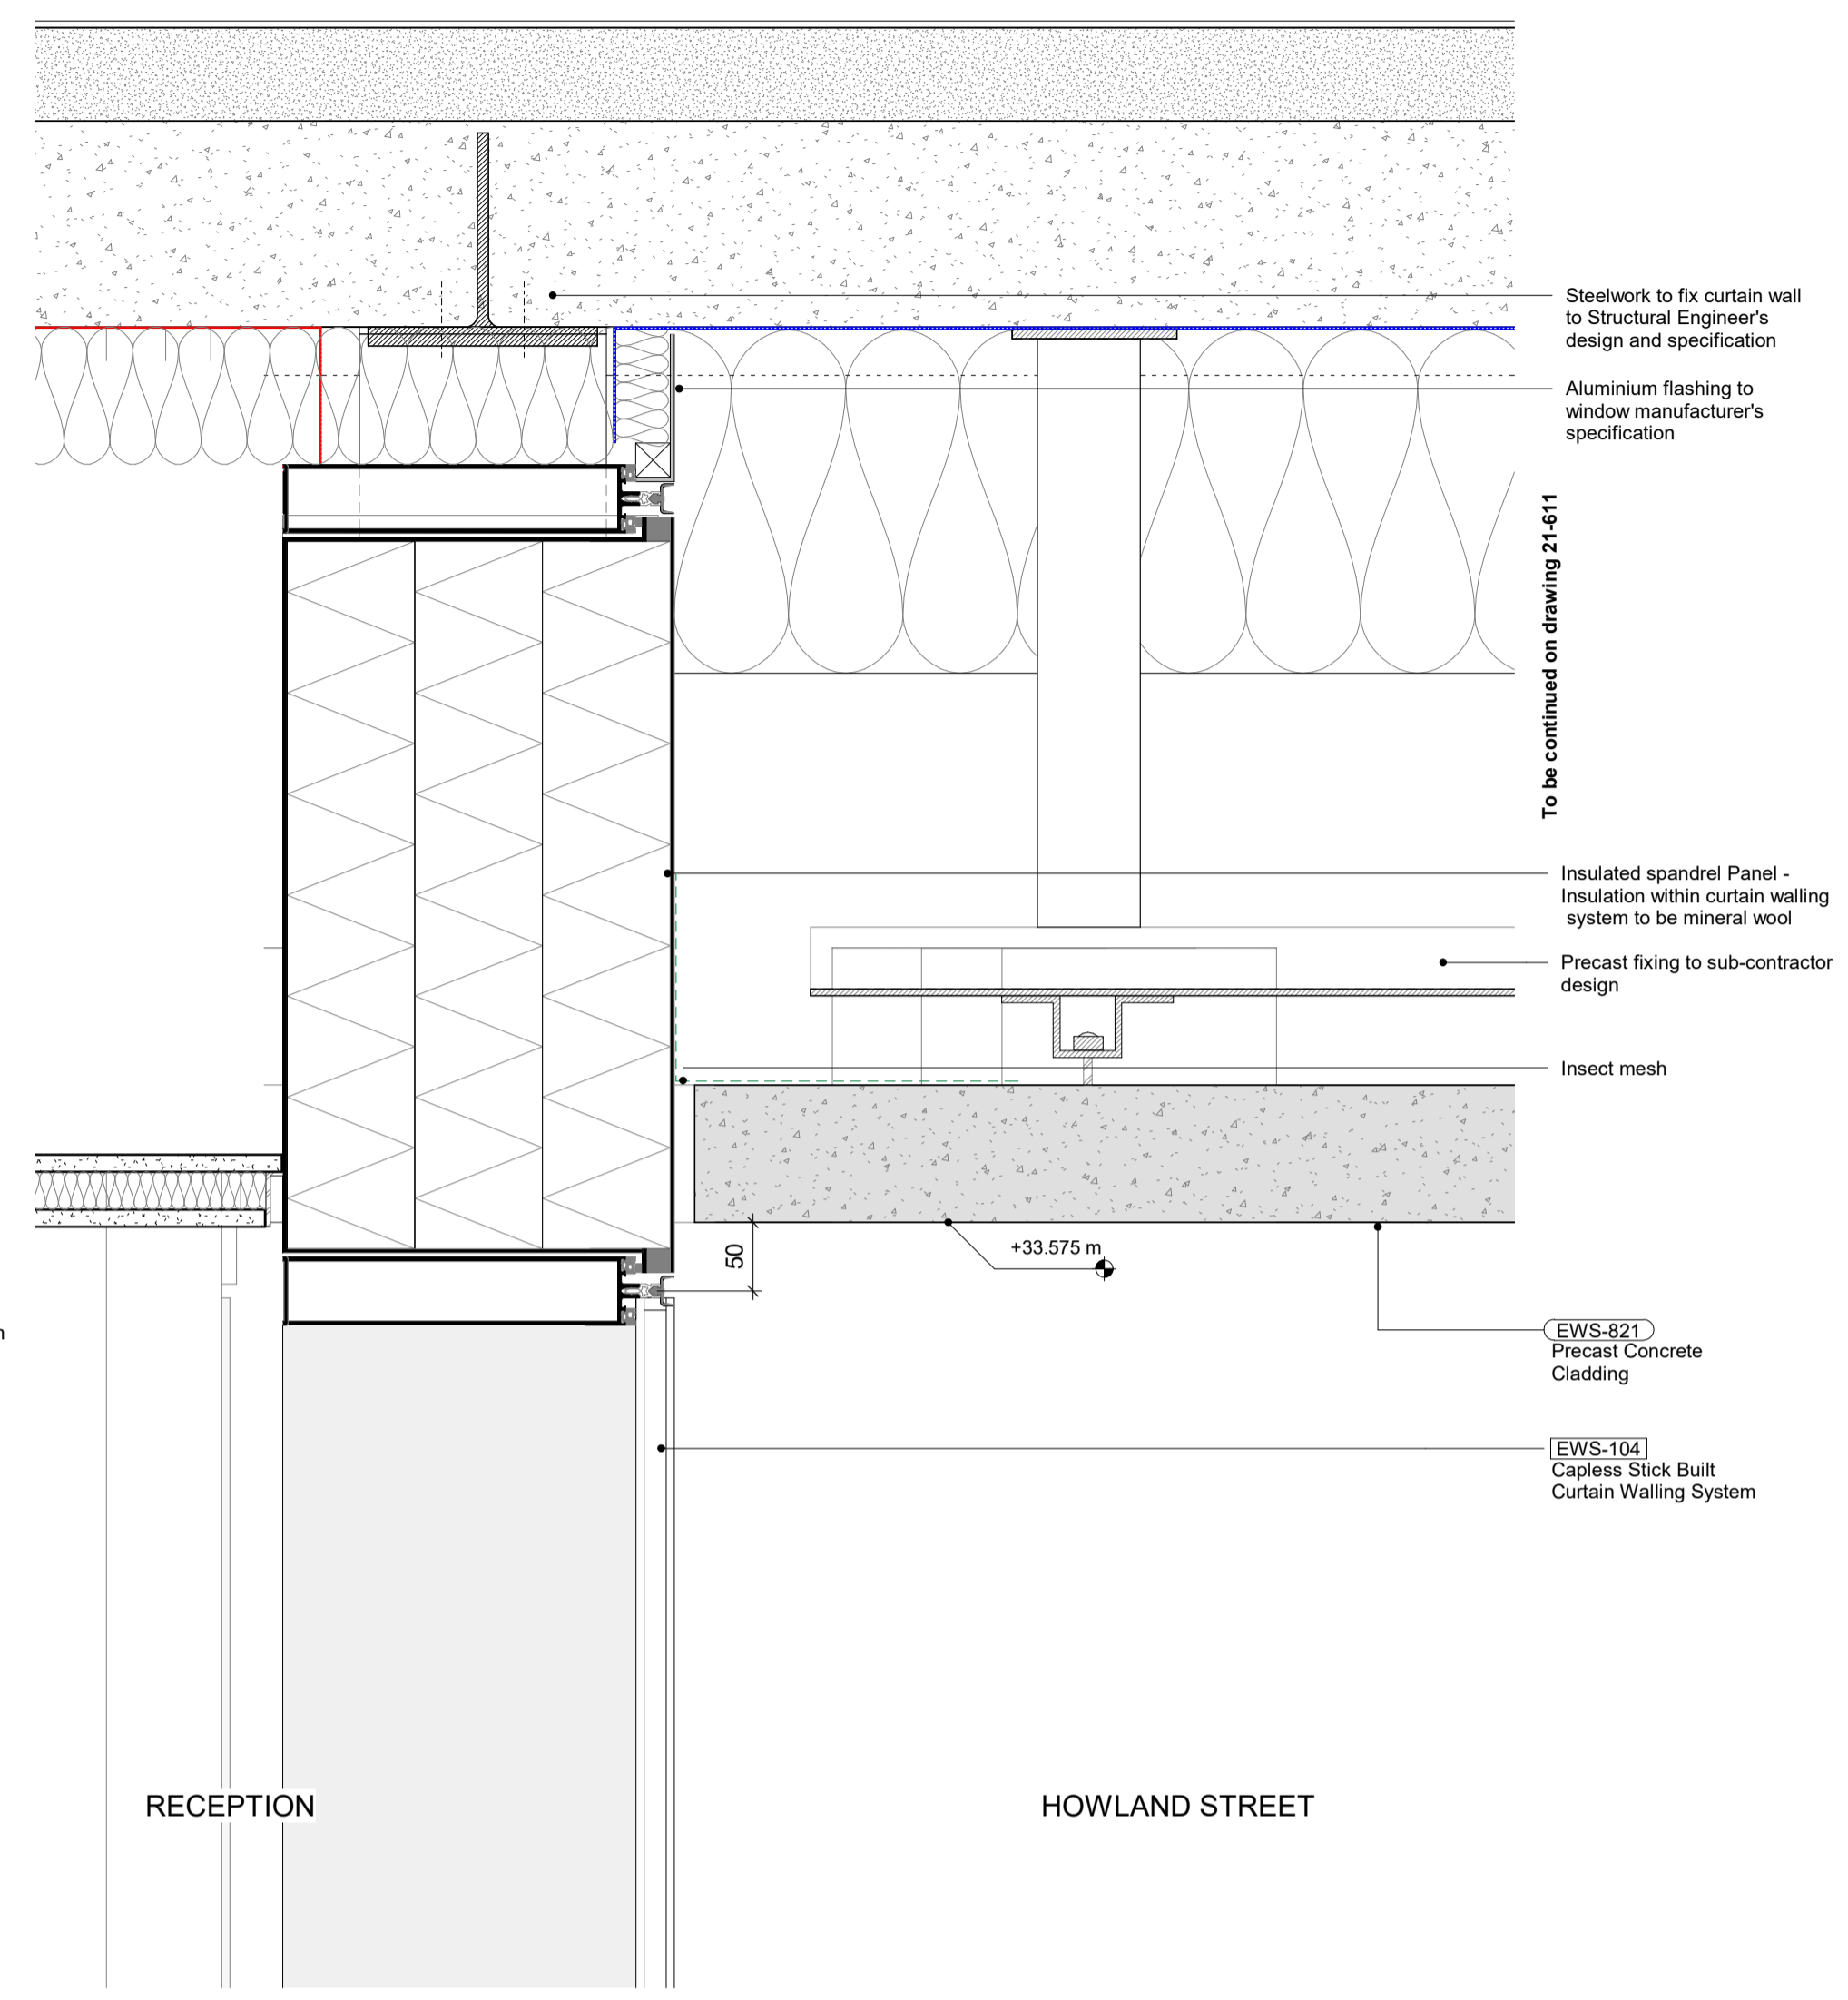 Steelwork to fix curtain wall
to Structural Engineer's
design and specification
Aluminium flashing to
window manufacturer's
specification
To be continued on drawing 21-611
Insulated spandrel Panel -
Insulation within curtain walling
system to be mineral wool
Precast fixing to sub-contractor
design
Insect mesh
50
+33.575 m
EWS-821
Precast Concrete
Cladding
EWS-104
Capless Stick Built
Curtain Walling System
RECEPTION
HOWLAND STREET